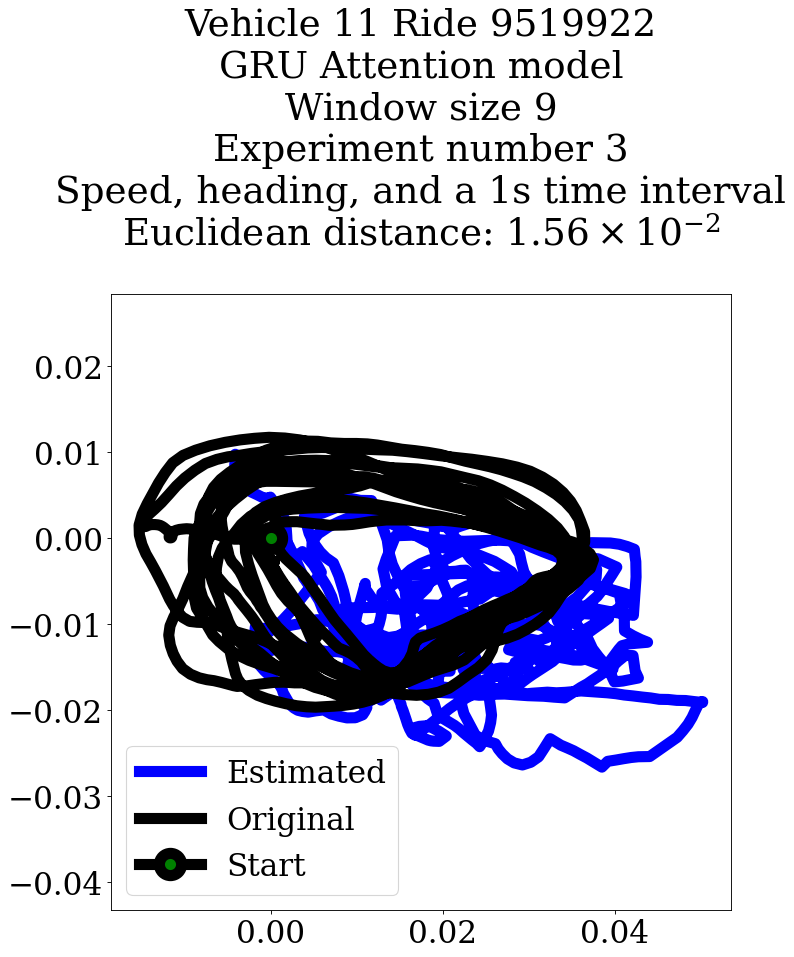 Vehicle 11 Ride 9519922
GRU Attention model
Window size 9
Experiment number 3
Speed, heading, and a 1s time interval
Euclidean distance: 1.56 × 10⁻²
0.02
0.01
0.00
−0.01
−0.02
−0.03
−0.04
Estimated
Original
Start
0.00 0.02 0.04